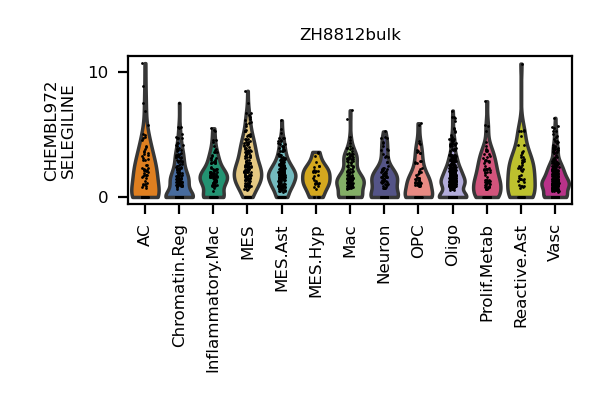 ZH8812bulk
CHEMBL972
SELEGILINE
10
0
AC
Chromatin.Reg
Inflammatory.Mac
MES
MES.Ast
MES.Hyp
Mac
Neuron
OPC
Oligo
Prolif.Metab
Reactive.Ast
Vasc